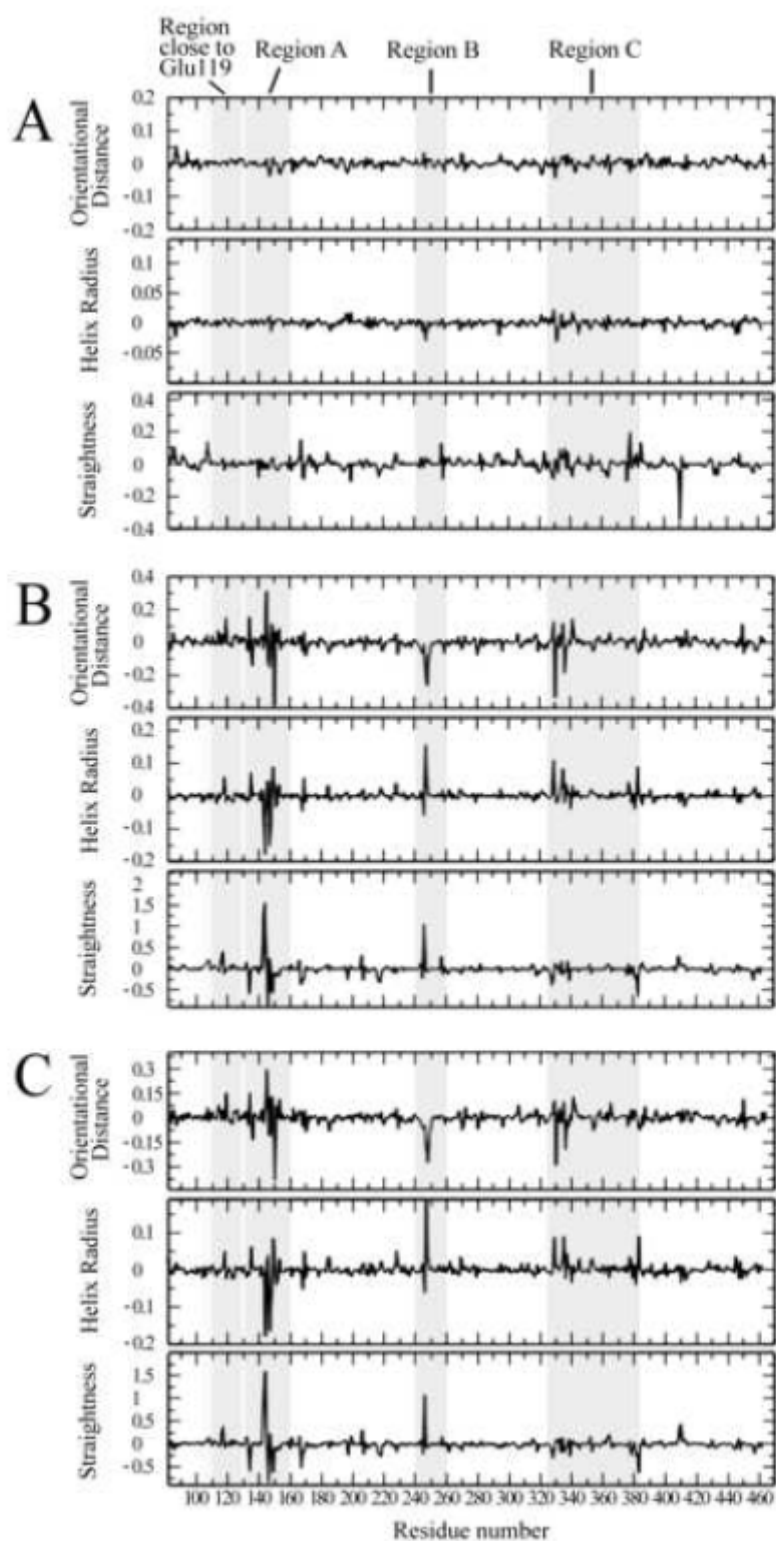 Region
close to
Glu119
Region A
Region B
Region C
A
Orientational
Distance
0.2
0.1
0
-0.1
-0.2
Helix Radius
0.1
0.05
0
-0.05
Straightness
0.4
0.2
0
-0.2
-0.4
B
Orientational
Distance
0.4
0.2
0
-0.2
-0.4
Helix Radius
0.2
0.1
0
-0.1
-0.2
Straightness
2
1.5
1
0.5
0
-0.5
C
Orientational
Distance
0.3
0.15
0
-0.15
-0.3
Helix Radius
0.1
0
-0.1
-0.2
Straightness
1.5
1
0.5
0
-0.5
100 120 140 160 180 200 220 240 260 280 300 320 340 360 380 400 420 440 460
Residue number